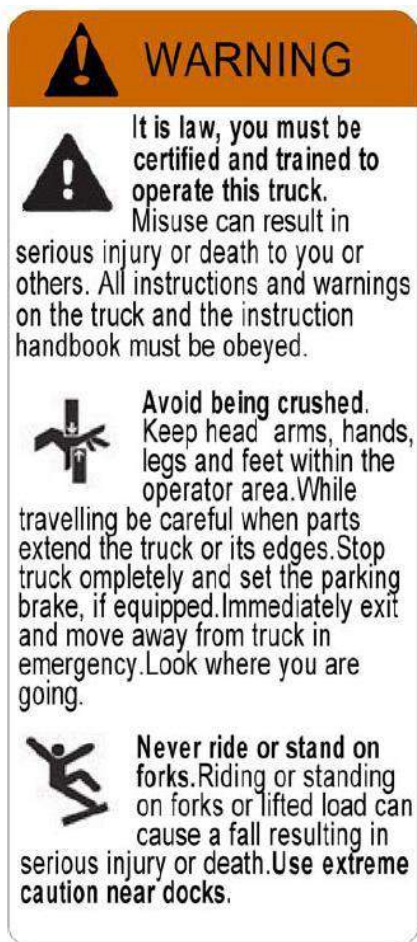 WARNING
It is law, you must be
certified and trained to
operate this truck.
Misuse can result in
serious injury or death to you or
others. All instructions and warnings
on the truck and the instruction
handbook must be obeyed.
Avoid being crushed.
Keep head arms, hands,
legs and feet within the
operator area.While
travelling be careful when parts
extend the truck or its edges.Stop
truck ompletely and set the parking
brake, if equipped.Immediately exit
and move away from truck in
emergency.Look where you are
going.
Never ride or stand on
forks.Riding or standing
on forks or lifted load can
cause a fall resulting in
serious injury or death.Use extreme
caution near docks.